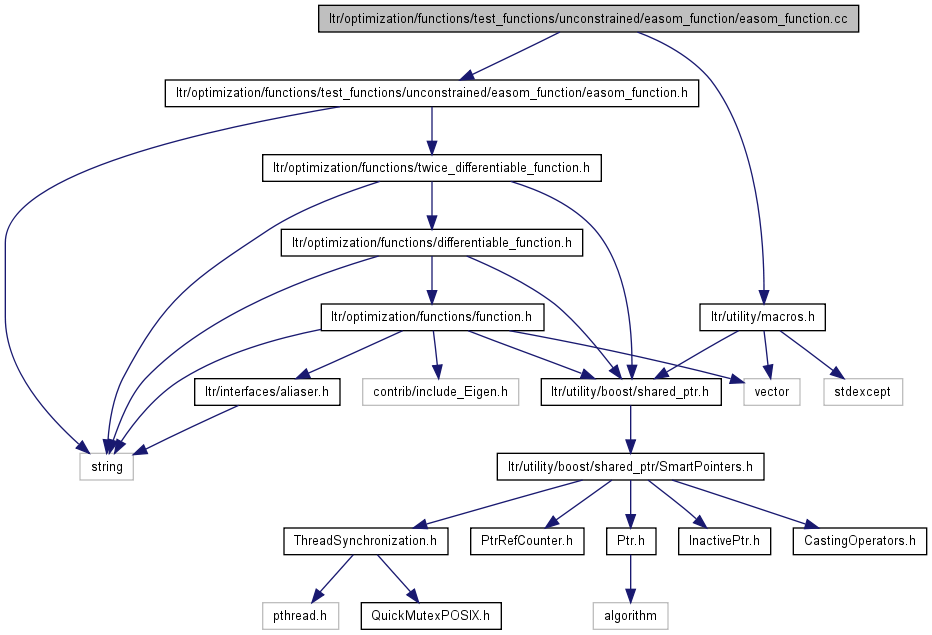 ltr/optimization/functions/test_functions/unconstrained/easom_function/easom_function.cc
ltr/optimization/functions/test_functions/unconstrained/easom_function/easom_function.h
ltr/optimization/functions/twice_differentiable_function.h
ltr/optimization/functions/differentiable_function.h
ltr/optimization/functions/function.h
ltr/utility/macros.h
ltr/interfaces/aliaser.h
contrib/include_Eigen.h
ltr/utility/boost/shared_ptr.h
vector
stdexcept
string
ltr/utility/boost/shared_ptr/SmartPointers.h
ThreadSynchronization.h
PtrRefCounter.h
Ptr.h
InactivePtr.h
CastingOperators.h
pthread.h
QuickMutexPOSIX.h
algorithm